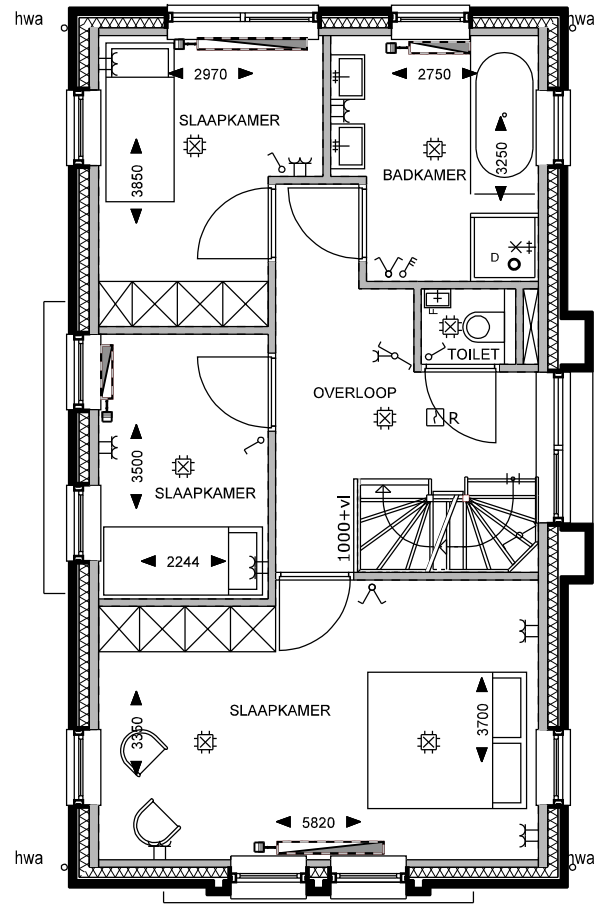 hwa
hwa
2970
2750
SLAAPKAMER
3850
3250
BADKAMER
D
F
TOILET
OVERLOOP
R
3500
SLAAPKAMER
1000+vl
2244
SLAAPKAMER
3350
3700
5820
hwa
hwa